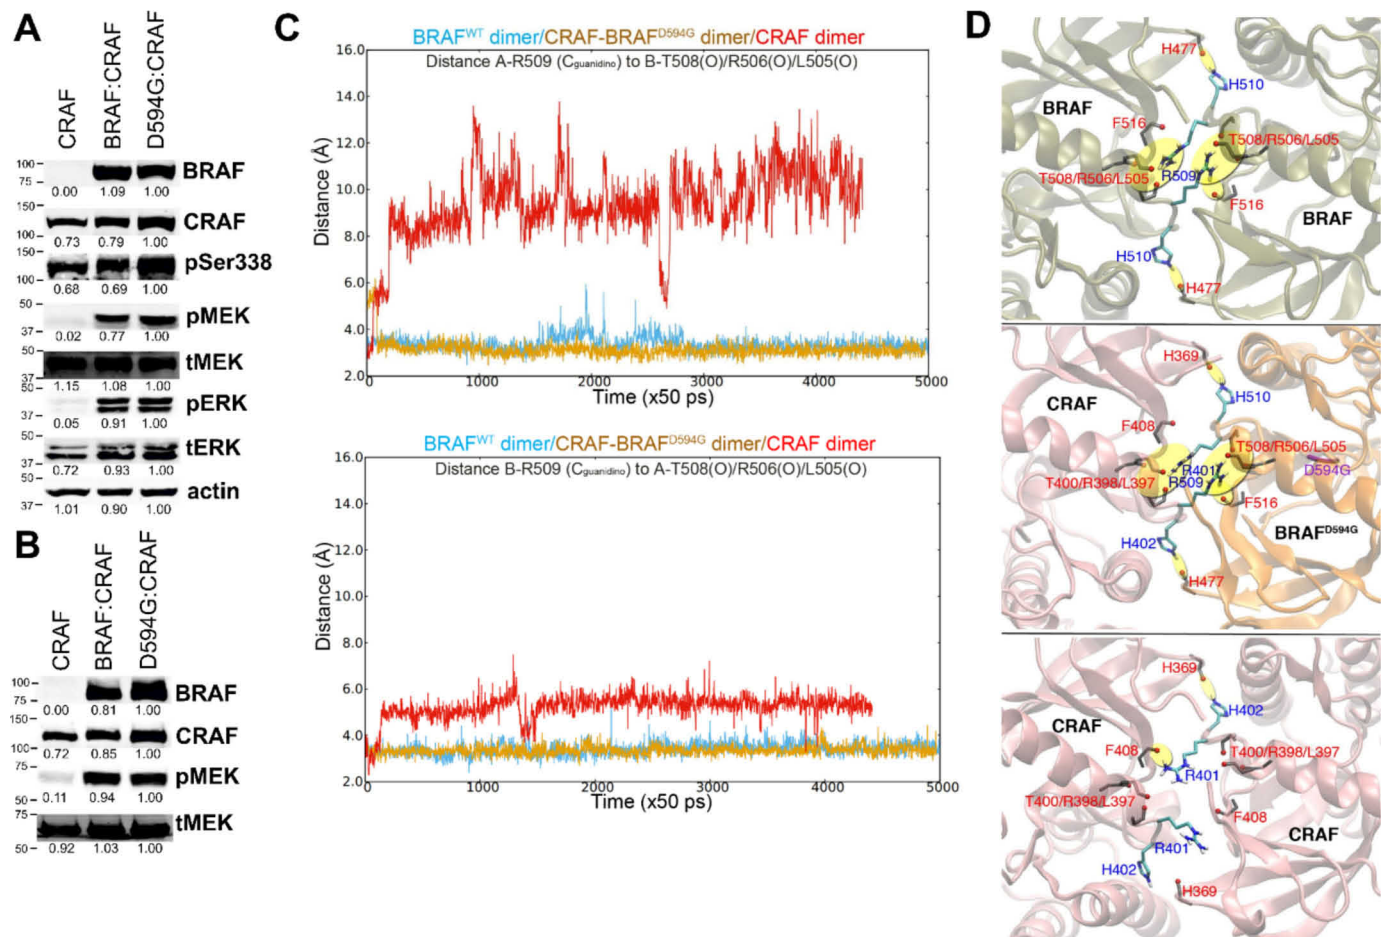 A
CRAF
BRAF:CRAF
D594G:CRAF
100
75
BRAF
0.00 1.09 1.00
150
100
CRAF
0.73 0.79 1.00
150
100
pSer338
0.68 0.69 1.00
50
37
pMEK
0.02 0.77 1.00
50
37
tMEK
1.15 1.08 1.00
50
37
pERK
0.05 0.91 1.00
50
37
tERK
0.72 0.93 1.00
50
37
actin
1.01 0.90 1.00
B
CRAF
BRAF:CRAF
D594G:CRAF
100
75
BRAF
0.00 0.81 1.00
150
100
CRAF
0.72 0.85 1.00
75
50
pMEK
0.11 0.94 1.00
75
50
tMEK
0.92 1.03 1.00
C
BRAFWT dimer/CRAF-BRAFD594G dimer/CRAF dimer
Distance A-R509 (Cguanidino) to B-T508(O)/R506(O)/L505(O)
Distance (Å)
16.0
14.0
12.0
10.0
8.0
6.0
4.0
2.0
0 1000 2000 3000 4000 5000
Time (x50 ps)
BRAFWT dimer/CRAF-BRAFD594G dimer/CRAF dimer
Distance B-R509 (Cguanidino) to A-T508(O)/R506(O)/L505(O)
Distance (Å)
16.0
14.0
12.0
10.0
8.0
6.0
4.0
2.0
0 1000 2000 3000 4000 5000
Time (x50 ps)
D
H477
H510
BRAF
F516
T508/R506/L505
T508/R506/L505
R509
F516
BRAF
H510
H477
H369
H510
CRAF
F408
T508/R506/L505
R401
D594G
T400/R398/L397
R509
F516
BRAFD594G
H402
H477
H369
H402
CRAF
F408
T400/R398/L397
R401
T400/R398/L397
F408
R401
CRAF
H402
H369